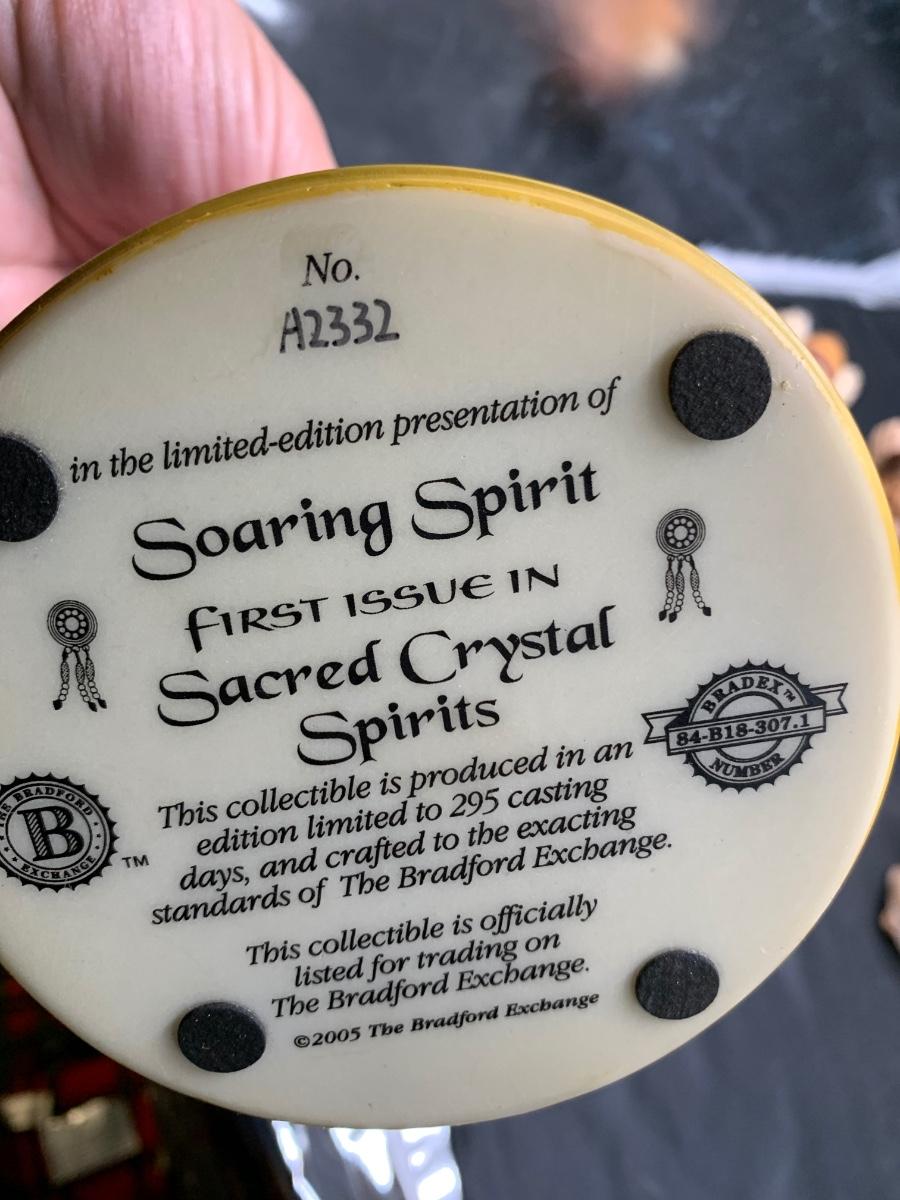 No.
A2332
in the limited-edition presentation of
Soaring Spirit
FIRST ISSUE IN
Sacred Crystal
Spirits
BRADEX™
84-B18-307.1
NUMBER
This collectible is produced in an
edition limited to 295 casting
days, and crafted to the exacting
standards of The Bradford Exchange.
THE BRADFORD
B
EXCHANGE
TM
This collectible is officially
listed for trading on
The Bradford Exchange.
©2005 The Bradford Exchange